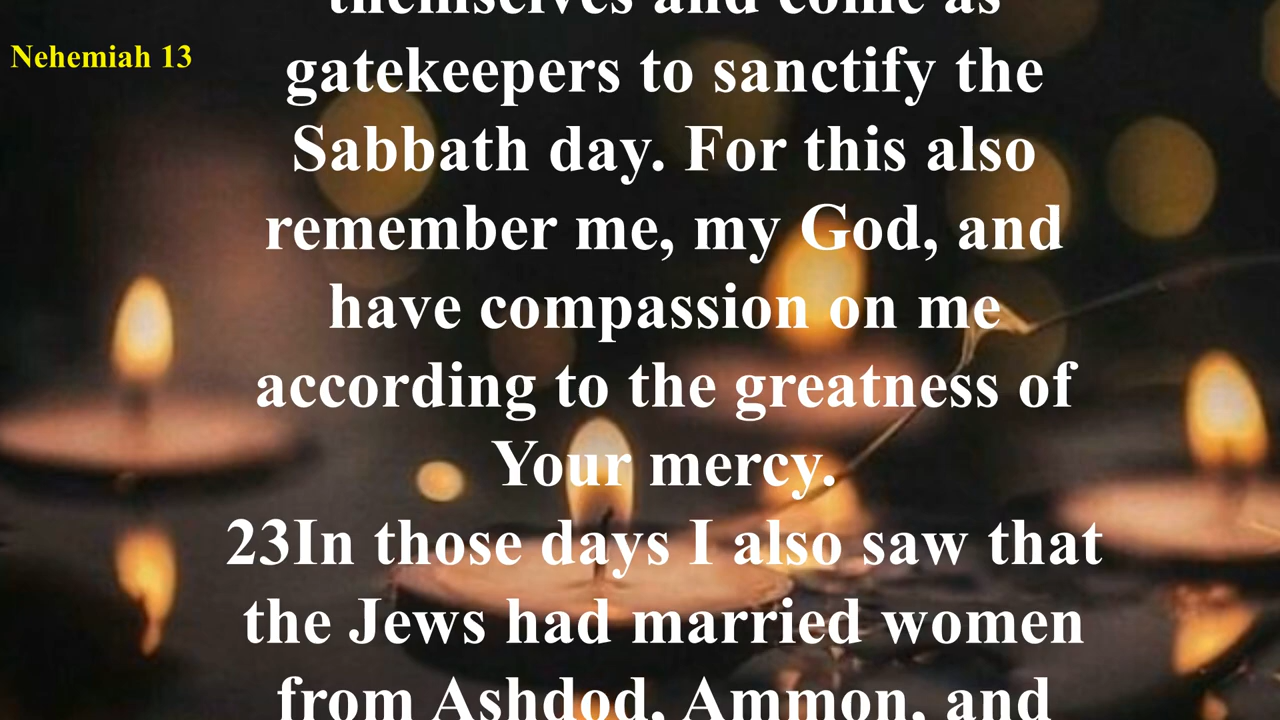 themselves and come as
Nehemiah 13
gatekeepers to sanctify the
Sabbath day. For this also
remember me, my God, and
have compassion on me
according to the greatness of
Your mercy.
23In those days I also saw that
the Jews had married women
from Ashdod, Ammon, and